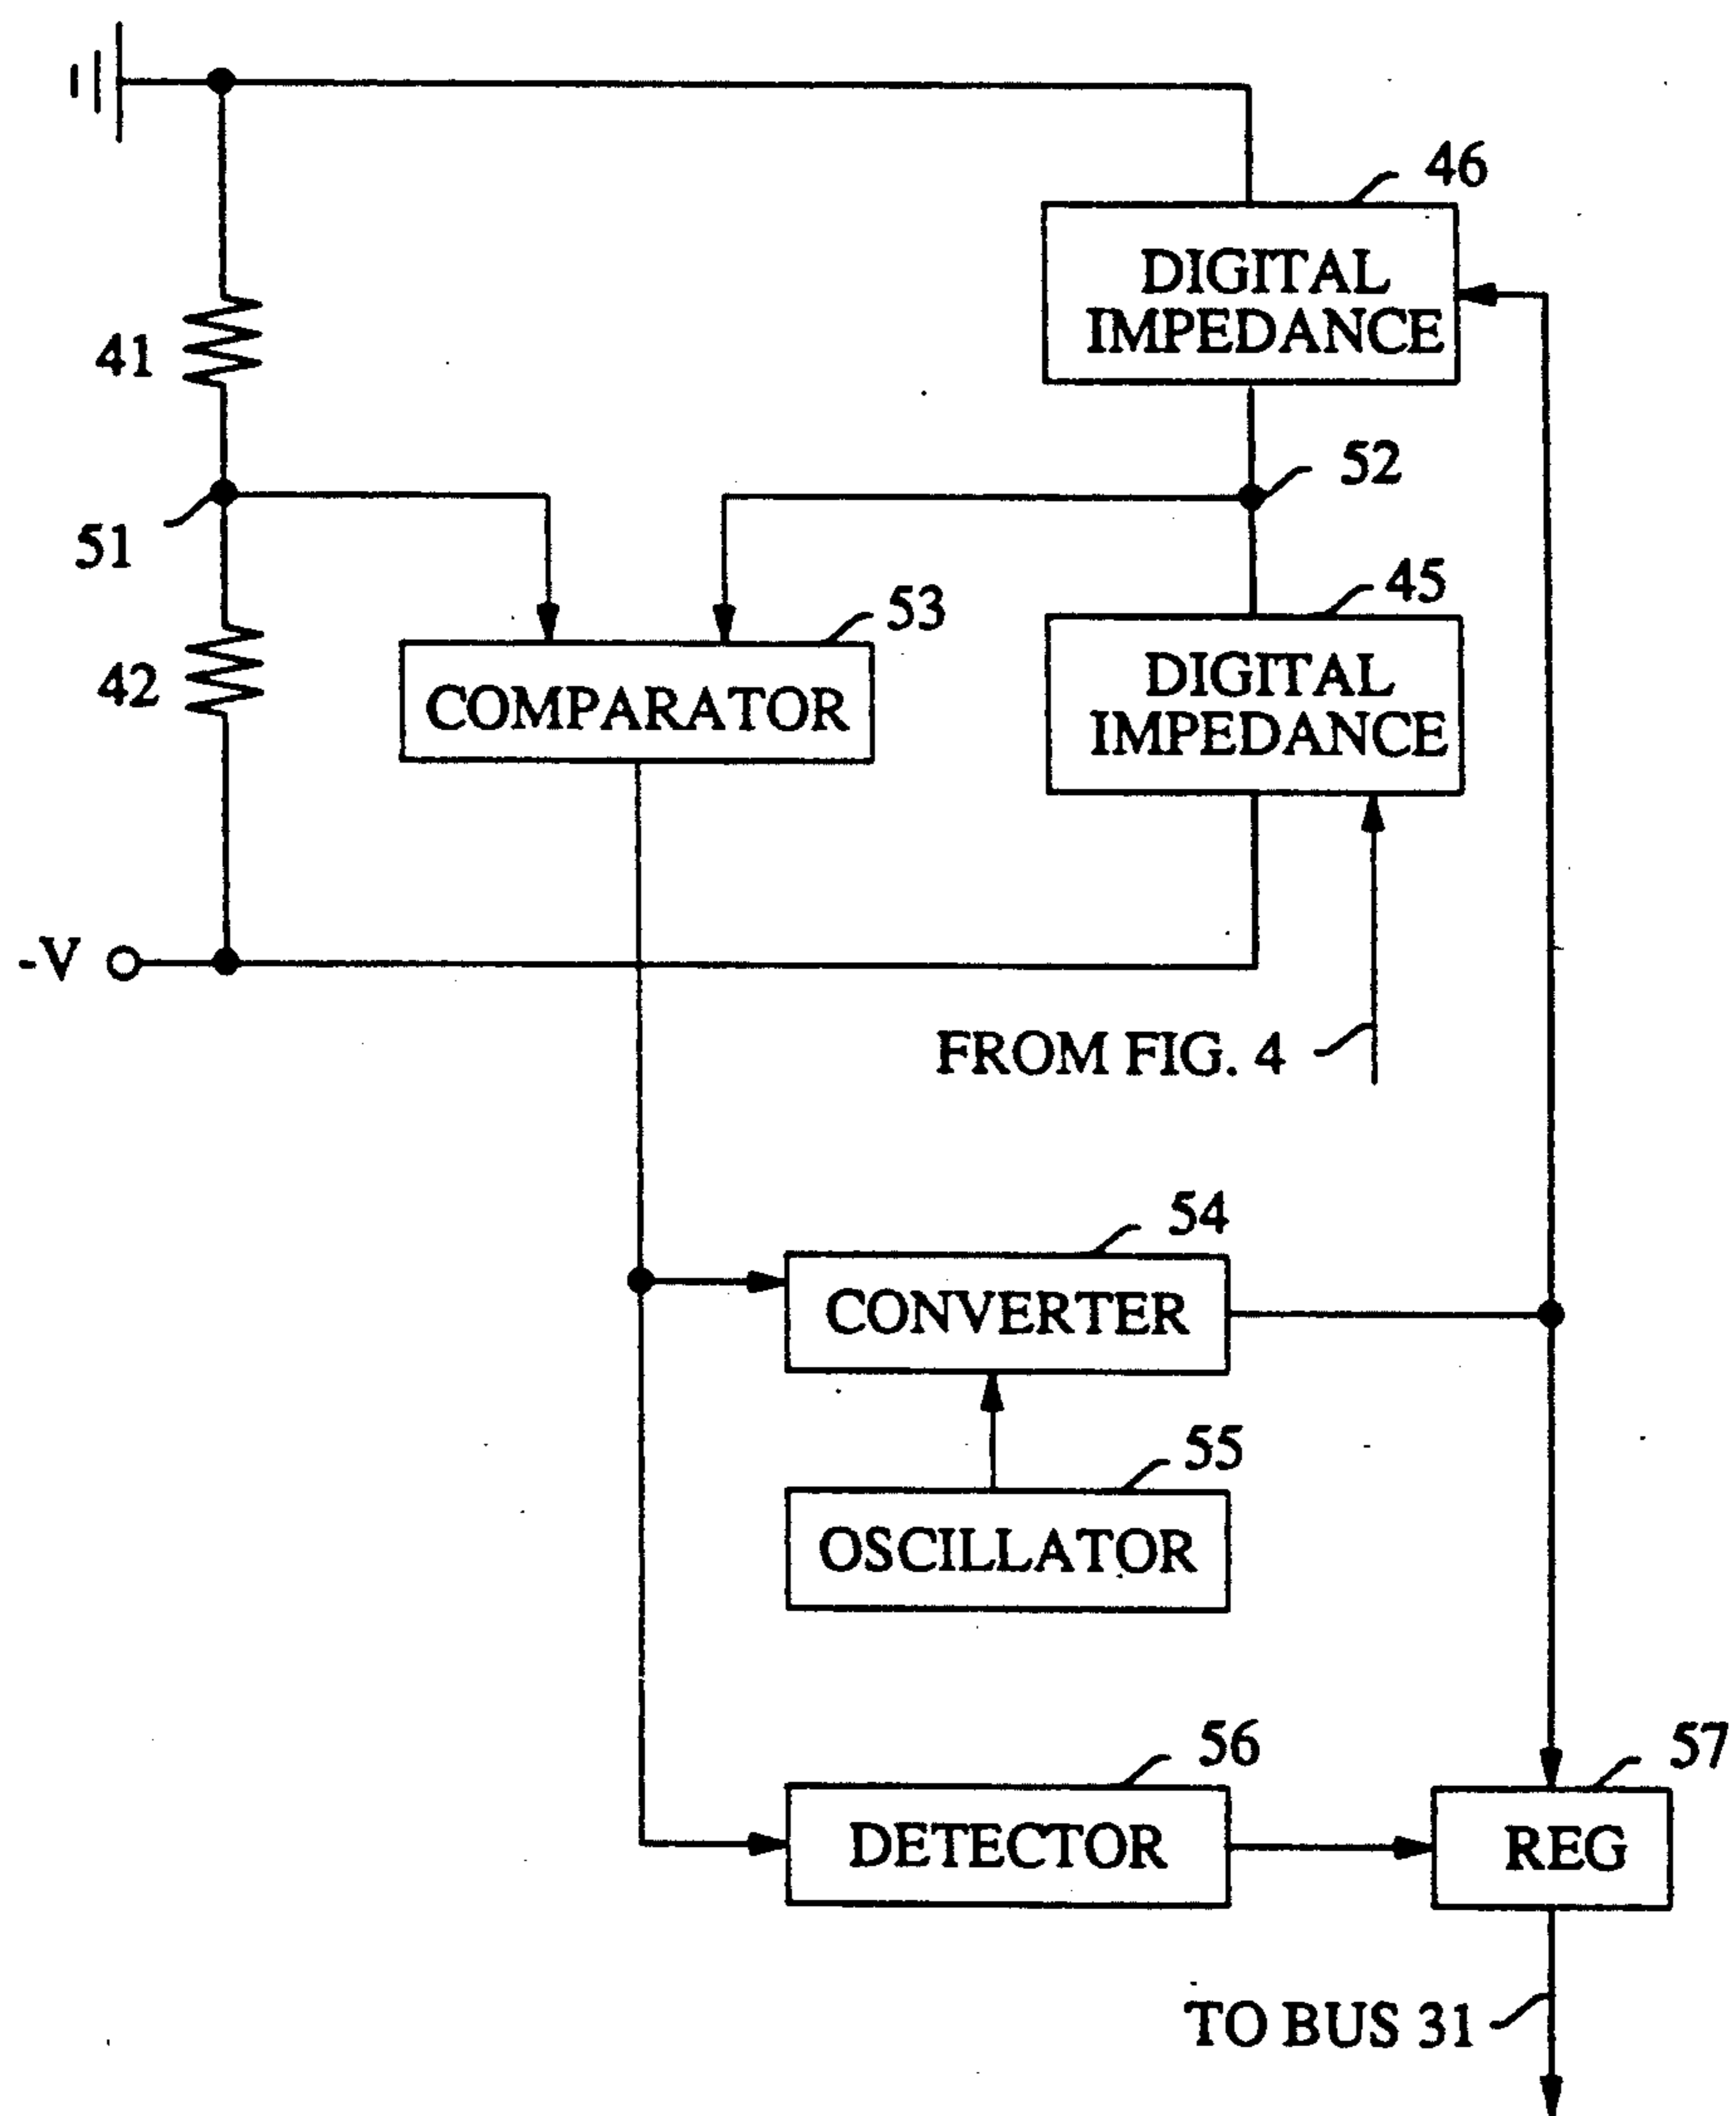 46
DIGITAL
IMPEDANCE
41
52
51
45
53
DIGITAL
IMPEDANCE
42
COMPARATOR
-V
FROM FIG. 4
54
CONVERTER
55
OSCILLATOR
56
57
DETECTOR
REG
TO BUS 31